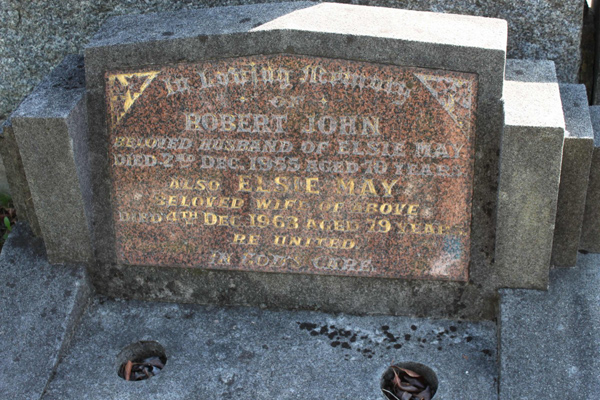 In Loving Memory
OF
ROBERT JOHN
BELOVED HUSBAND OF ELSIE MAY
DIED 2ND DEC. 1955 AGED 70 YEARS
ALSO ELSIE MAY
BELOVED WIFE OF ABOVE
DIED 4TH DEC. 1963 AGED 79 YEARS
RE UNITED.
IN GOD'S CARE